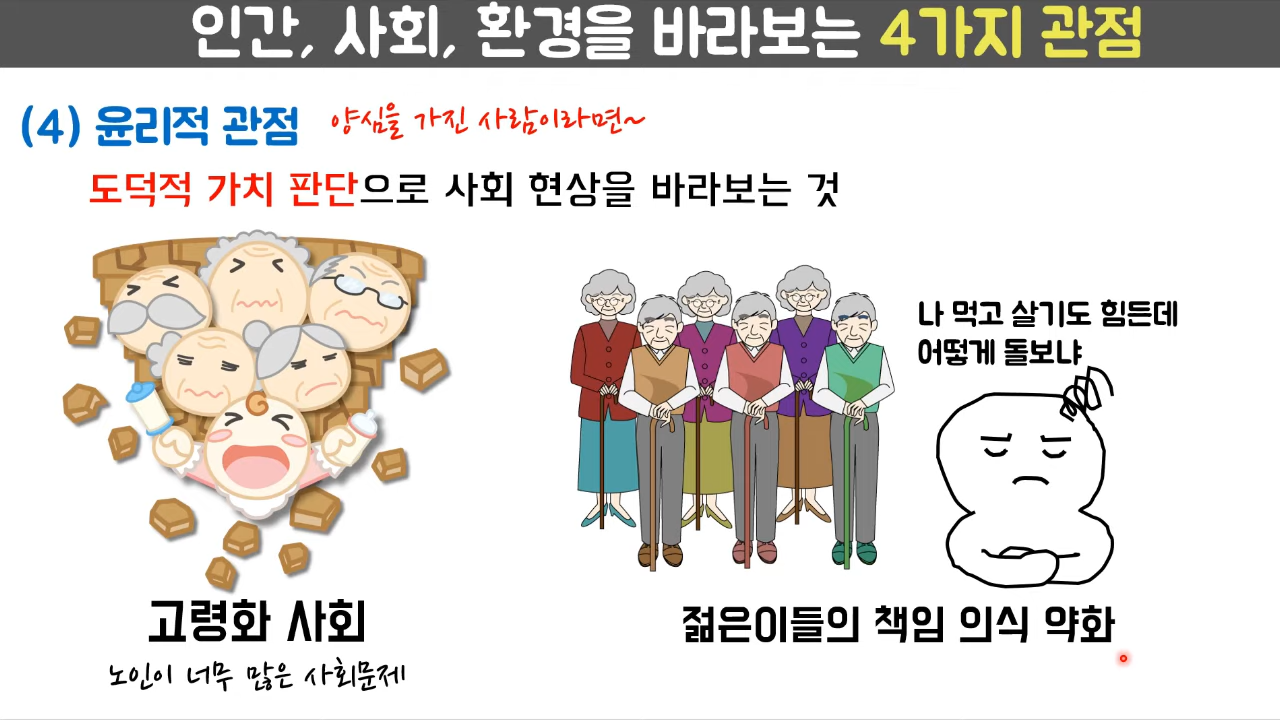 인간, 사회, 환경을 바라보는 4가지 관점
(4) 윤리적 관점 양심을 가진 사람이라면~
도덕적 가치 판단으로 사회 현상을 바라보는 것
나 먹고 살기도 힘든데
어떻게 돌보냐
고령화 사회
젊은이들의 책임 의식 약화
노인이 너무 많은 사회문제